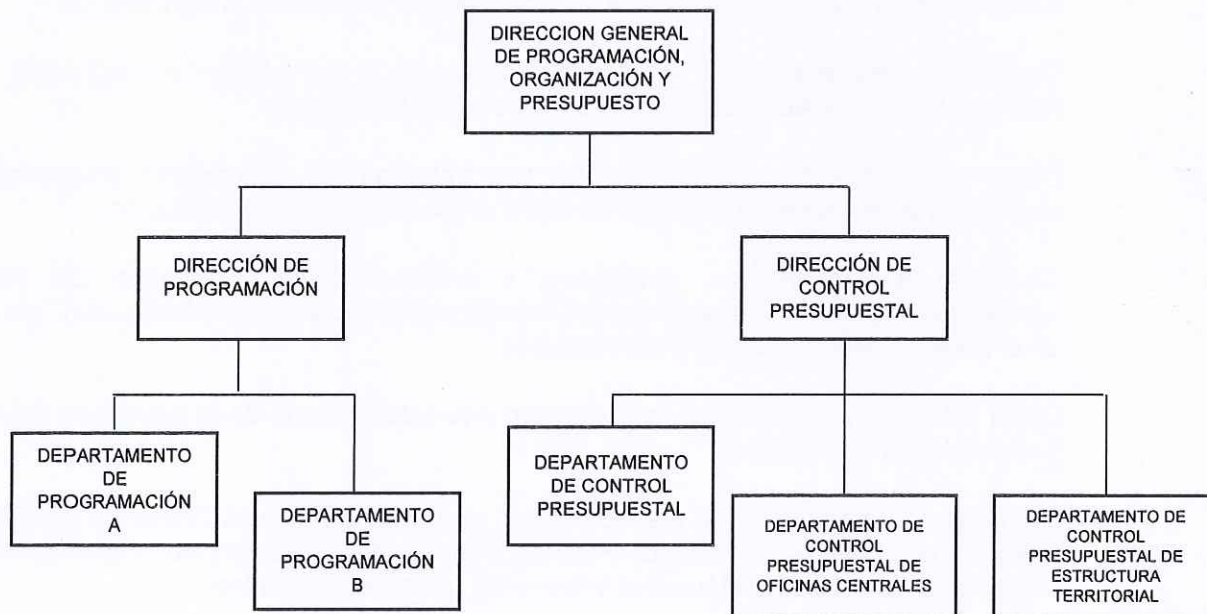 DIRECCION GENERAL
DE PROGRAMACIÓN,
ORGANIZACIÓN Y
PRESUPUESTO
DIRECCIÓN DE
PROGRAMACIÓN
DIRECCIÓN DE
CONTROL
PRESUPUESTAL
DEPARTAMENTO
DE
PROGRAMACIÓN
A
DEPARTAMENTO
DE
PROGRAMACIÓN
B
DEPARTAMENTO
DE CONTROL
PRESUPUESTAL
DEPARTAMENTO DE
CONTROL
PRESUPUESTAL DE
OFICINAS CENTRALES
DEPARTAMENTO DE
CONTROL
PRESUPUESTAL DE
ESTRUCTURA
TERRITORIAL